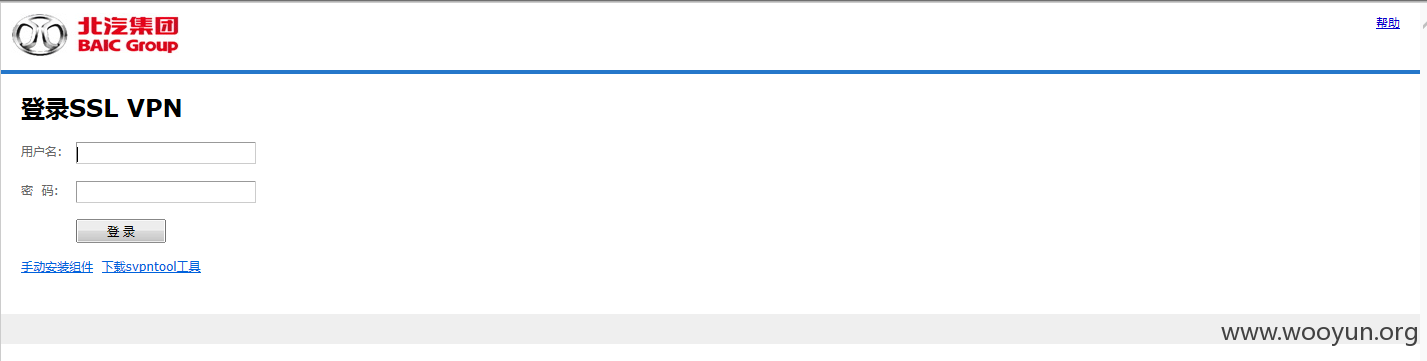 北汽集团
BAIC Group
帮助
登录SSL VPN
用户名:
密 码:
登 录
手动安装组件 下载svpntool工具
www.wooyun.org